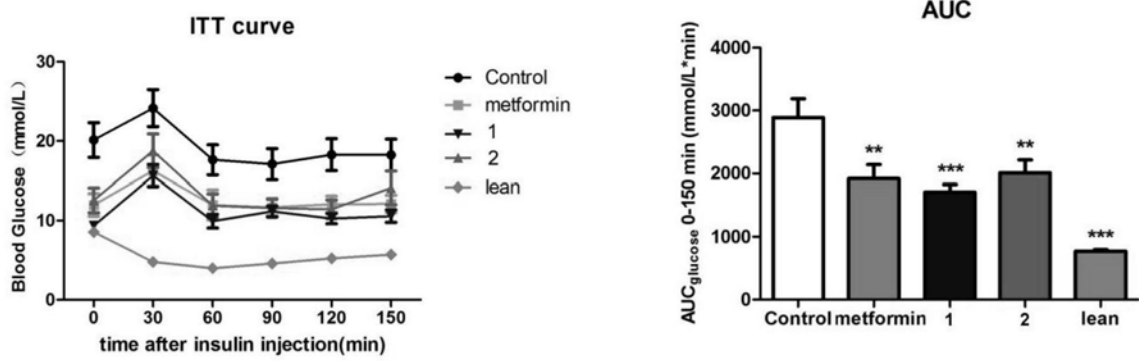 ITT curve
Blood Glucose (mmol/L)
30
20
10
0
0 30 60 90 120 150
time after insulin injection(min)
Control
metformin
1
2
lean
AUC
AUCglucose 0-150 min (mmol/L*min)
4000
3000
2000
1000
0
**
***
**
***
Control metformin 1 2 lean